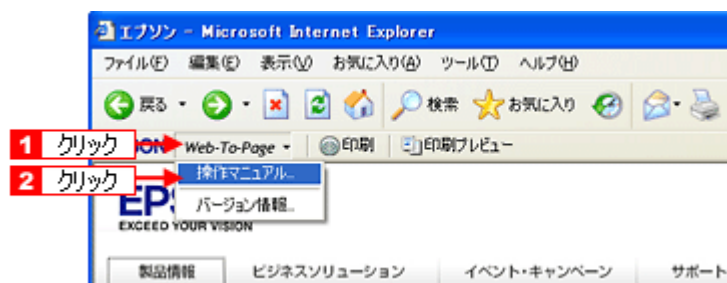 エプソン - Microsoft Internet Explorer
ファイル(F) 編集(E) 表示(V) お気に入り(A) ツール(T) ヘルプ(H)
戻る 検索 お気に入り
1 クリック SON Web-To-Page 印刷 印刷プレビュー
2 クリック 操作マニュアル...
バージョン情報...
EPS
EXCEED YOUR VISION
製品情報 ビジネスソリューション イベント・キャンペーン サポート